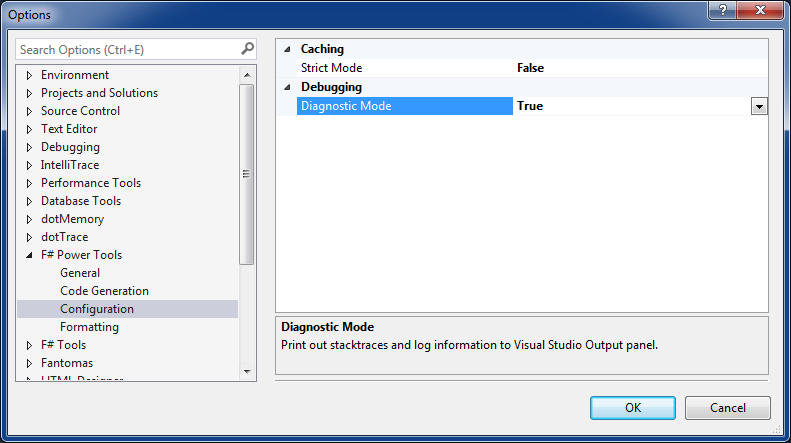 Options
Search Options (Ctrl+E)
Environment
Projects and Solutions
Source Control
Text Editor
Debugging
IntelliTrace
Performance Tools
Database Tools
dotMemory
dotTrace
F# Power Tools
General
Code Generation
Configuration
Formatting
F# Tools
Fantomas
HTML Designer
Caching
Strict Mode False
Debugging
Diagnostic Mode True
Diagnostic Mode
Print out stacktraces and log information to Visual Studio Output panel.
OK Cancel